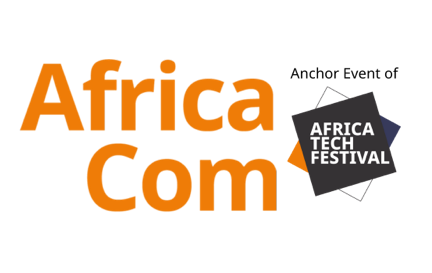 Africa
Com
Anchor Event of
AFRICA
TECH
FESTIVAL